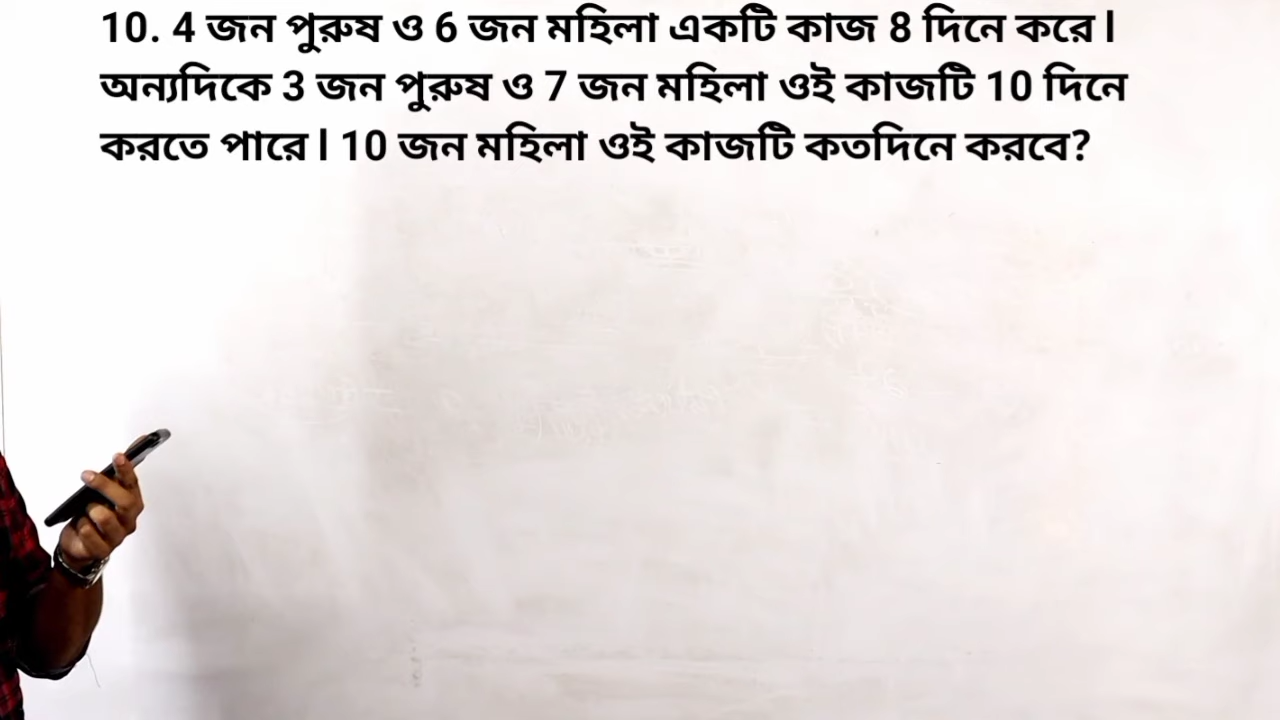 10. 4 জন পুরুষ ও 6 জন মহিলা একটি কাজ 8 দিনে করে l
অন্যদিকে 3 জন পুরুষ ও 7 জন মহিলা ওই কাজটি 10 দিনে
করতে পারে l 10 জন মহিলা ওই কাজটি কতদিনে করবে?